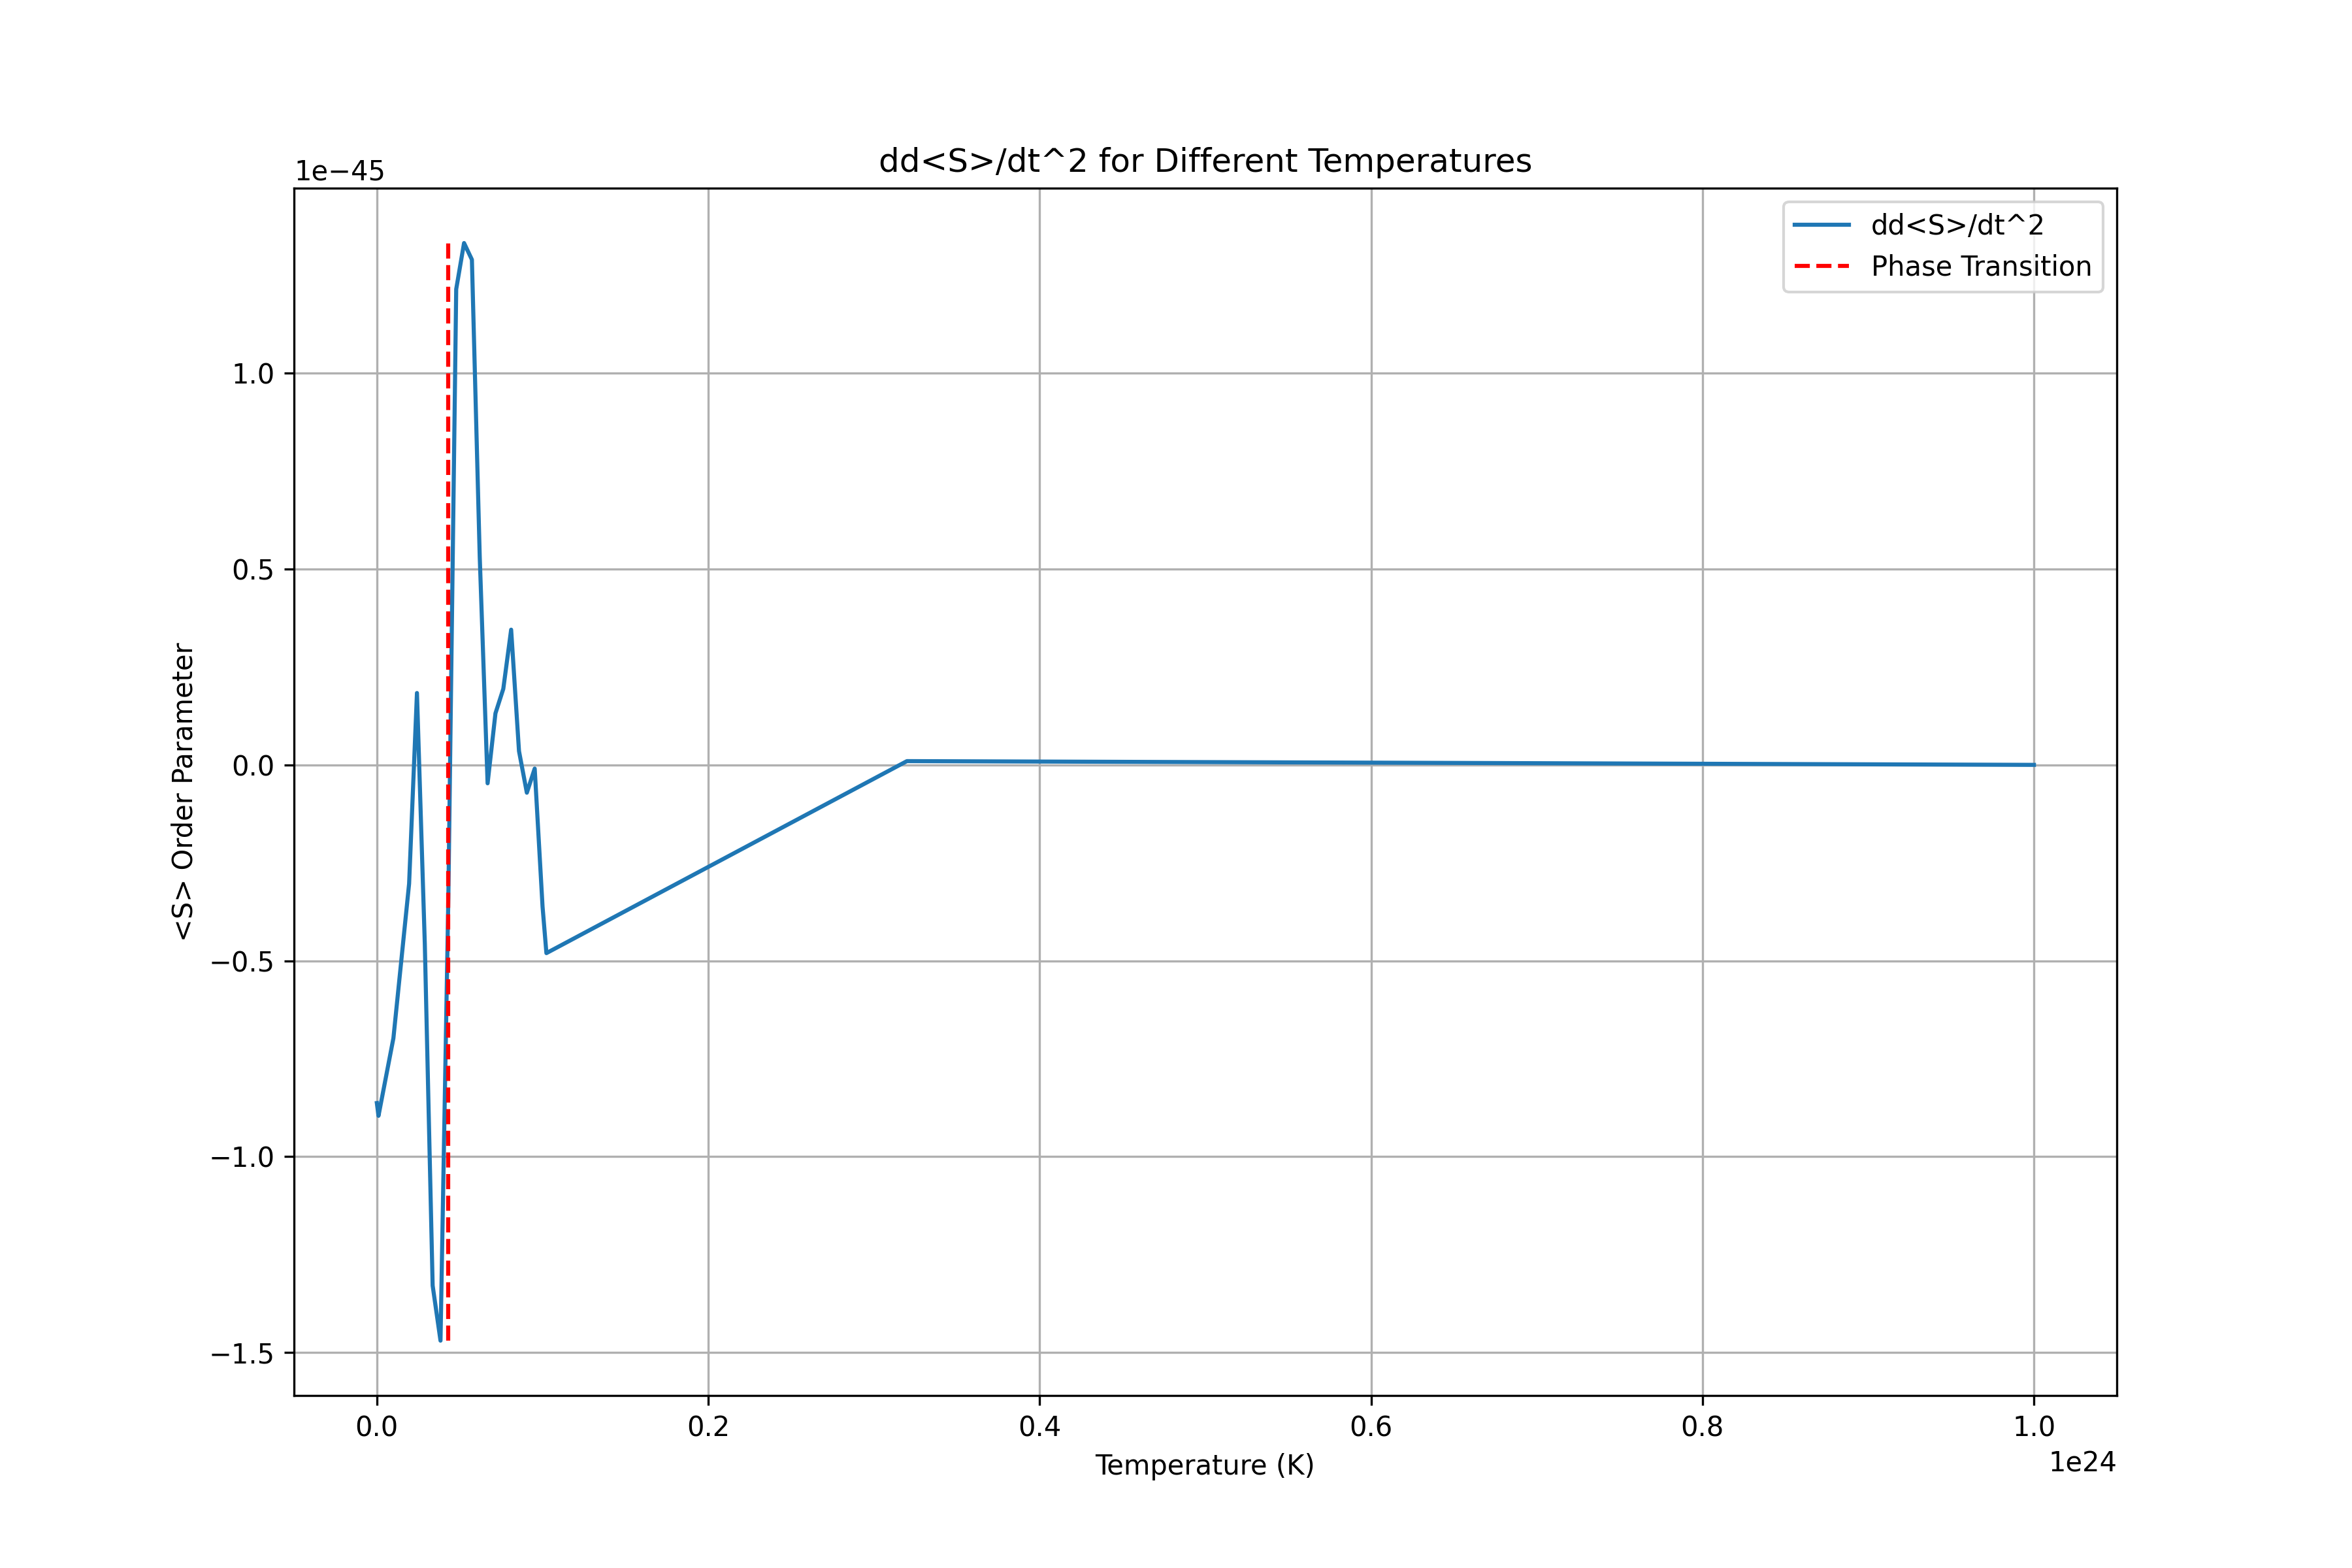 dd<S>/dt^2 for Different Temperatures
1e−45
dd<S>/dt^2
Phase Transition
1.0
0.5
0.0
−0.5
−1.0
−1.5
<S> Order Parameter
0.0 0.2 0.4 0.6 0.8 1.0
Temperature (K)
1e24